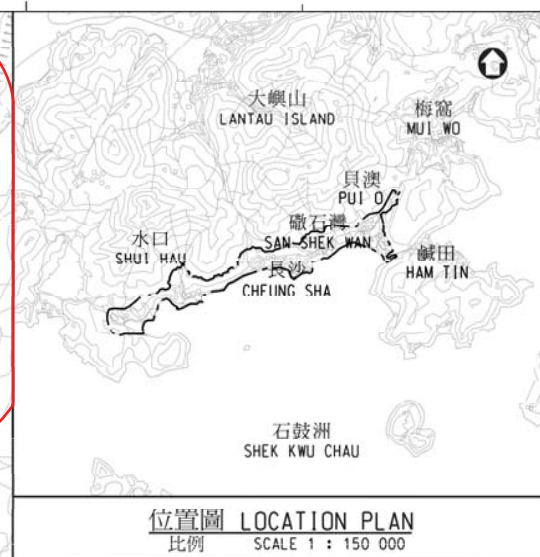 大嶼山
LANTAU ISLAND
梅窩
MUI WO
貝澳
PUI O
磡石灣
SAN SHEK WAN
水口
SHUI HAU
鹹田
HAM TIN
長沙
CHEUNG SHA
石鼓洲
SHEK KWU CHAU
位置圖 LOCATION PLAN
比例 SCALE 1 : 150 000